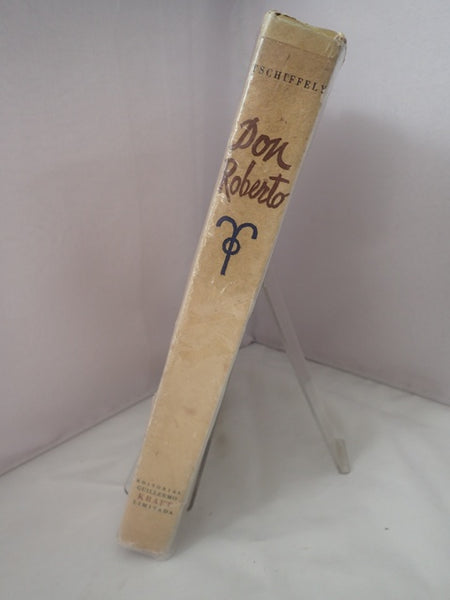 TSCHIFFELY
Don
Roberto
EDITORIAL
GUILLERMO
KRAFT
LIMITADA